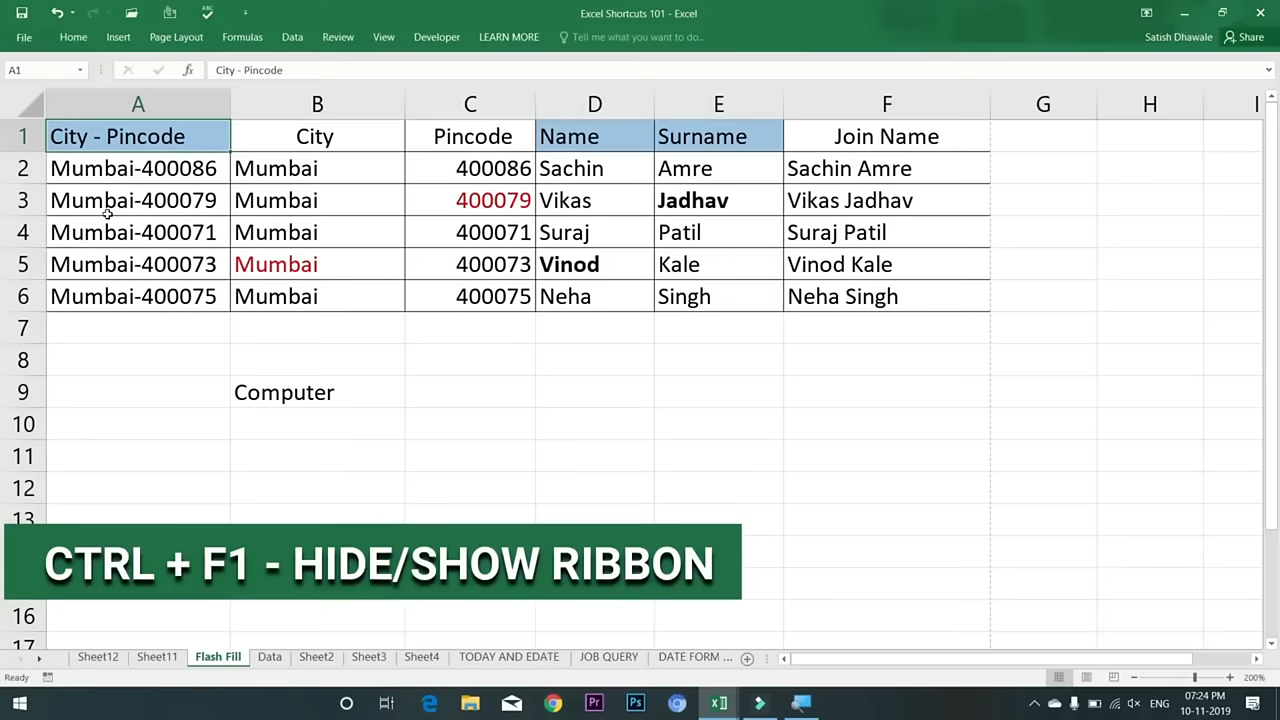 Excel Shortcuts 101 - Excel
File Home Insert Page Layout Formulas Data Review View Developer LEARN MORE Tell me what you want to do... Satish Dhawale Share
A1 fx City - Pincode
A B C D E F G H I
1 City - Pincode City Pincode Name Surname Join Name
2 Mumbai-400086 Mumbai 400086 Sachin Amre Sachin Amre
3 Mumbai-400079 Mumbai 400079 Vikas Jadhav Vikas Jadhav
4 Mumbai-400071 Mumbai 400071 Suraj Patil Suraj Patil
5 Mumbai-400073 Mumbai 400073 Vinod Kale Vinod Kale
6 Mumbai-400075 Mumbai 400075 Neha Singh Neha Singh
7
8
9 Computer
10
11
12
13
CTRL + F1 - HIDE/SHOW RIBBON
16
17
Sheet12 Sheet11 Flash Fill Data Sheet2 Sheet3 Sheet4 TODAY AND EDATE JOB QUERY DATE FORM ...
Ready 200%
ENG 07:24 PM
10-11-2019